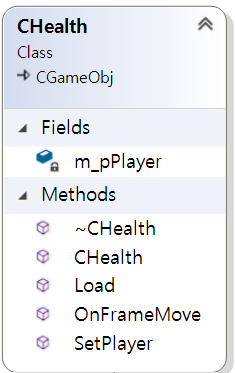 CHealth
Class
CGameObj
Fields
m_pPlayer
Methods
~CHealth
CHealth
Load
OnFrameMove
SetPlayer